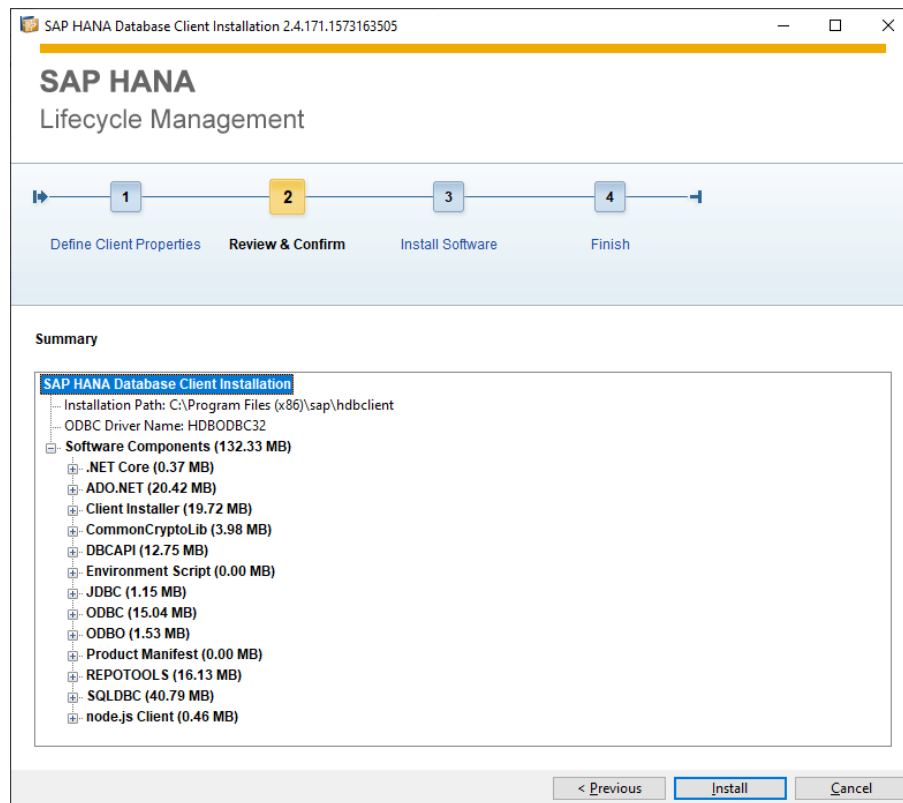 SAP HANA Database Client Installation 2.4.171.1573163505
SAP HANA
Lifecycle Management
1
2
3
4
Define Client Properties
Review & Confirm
Install Software
Finish
Summary
SAP HANA Database Client Installation
Installation Path: C:\Program Files (x86)\sap\hdbclient
ODBC Driver Name: HDBODBC32
Software Components (132.33 MB)
.NET Core (0.37 MB)
ADO.NET (20.42 MB)
Client Installer (19.72 MB)
CommonCryptoLib (3.98 MB)
DBCAPI (12.75 MB)
Environment Script (0.00 MB)
JDBC (1.15 MB)
ODBC (15.04 MB)
ODBO (1.53 MB)
Product Manifest (0.00 MB)
REPOTOOLS (16.13 MB)
SQLDBC (40.79 MB)
node.js Client (0.46 MB)
< Previous
Install
Cancel